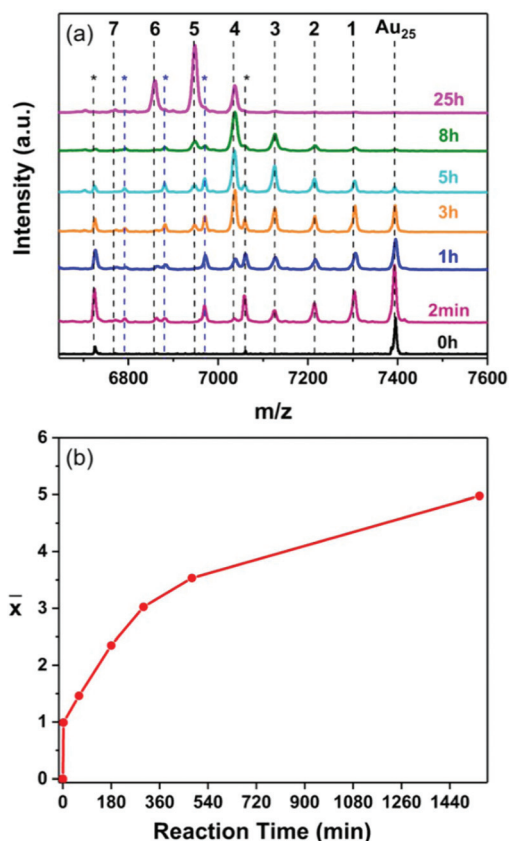 (a) 7 6 5 4 3 2 1 Au₂₅
* * * * *
25h
8h
5h
3h
1h
2min
0h
Intensity (a.u.)
6800 7000 7200 7400 7600
m/z
(b)
6
5
4
3
2
1
0
x̄
0 180 360 540 720 900 1080 1260 1440
Reaction Time (min)